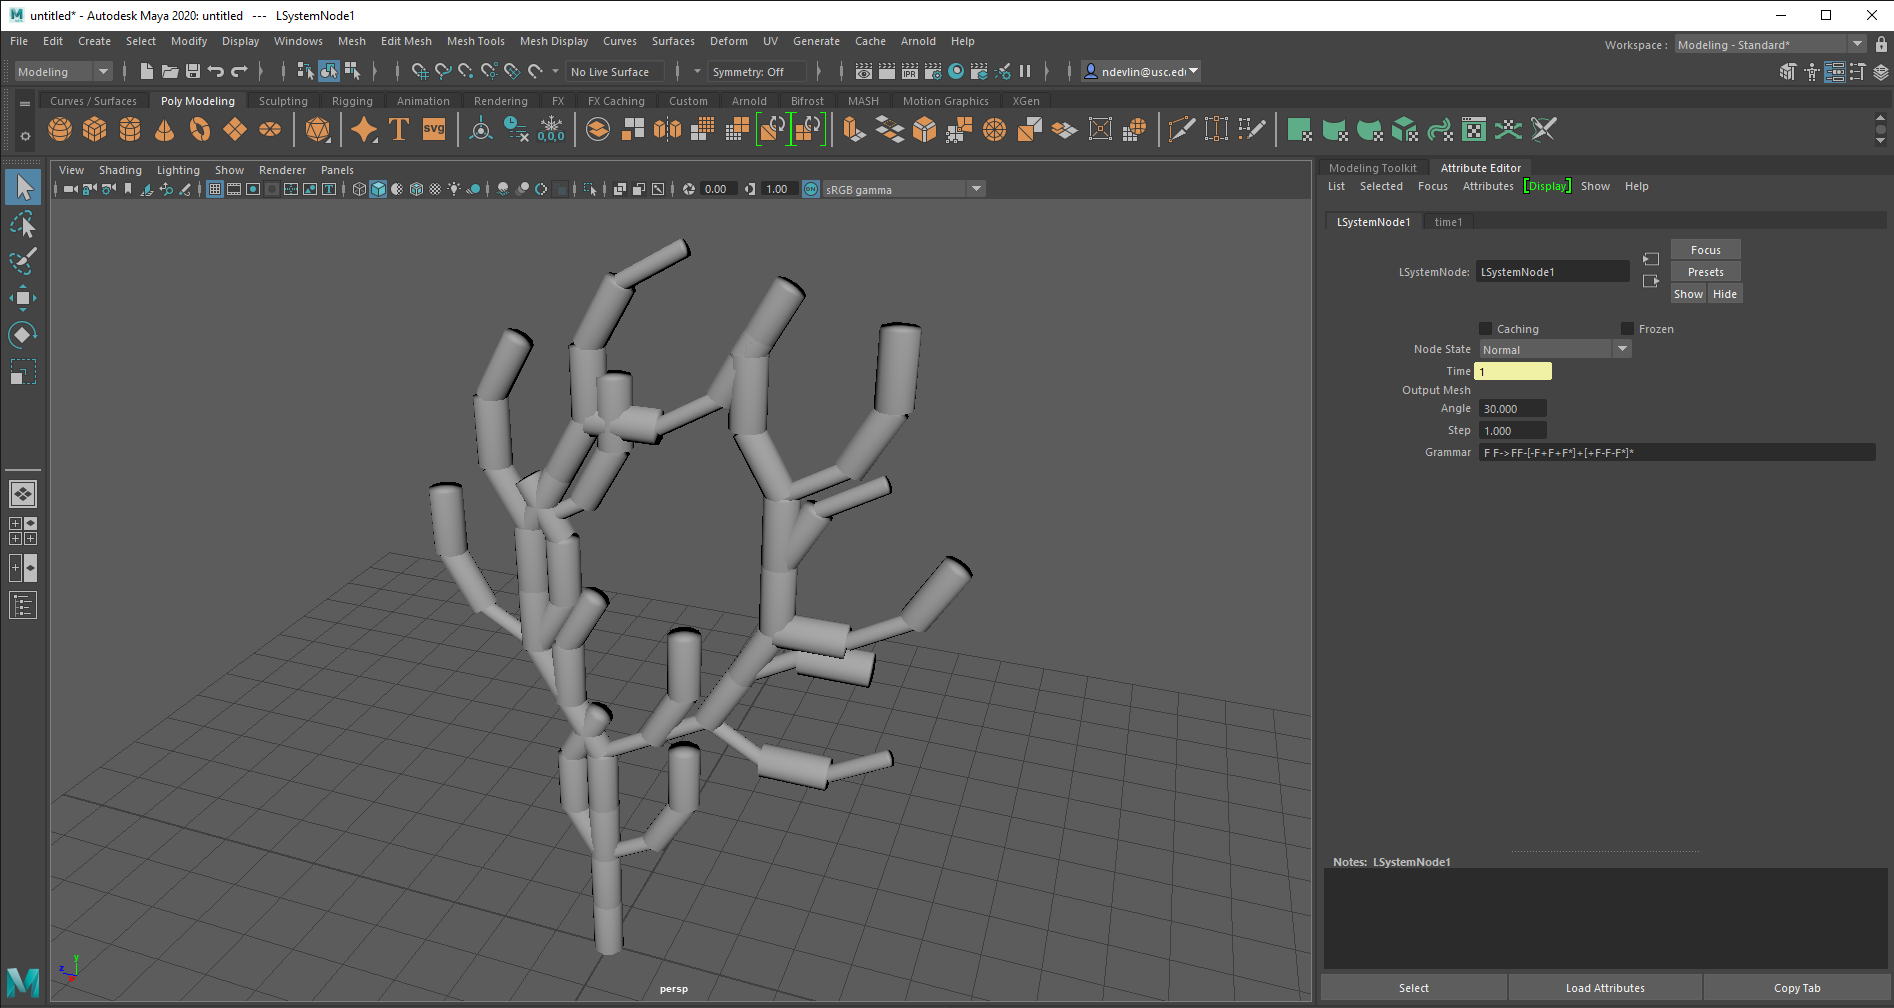 untitled* - Autodesk Maya 2020: untitled --- LSystemNode1
File Edit Create Select Modify Display Windows Mesh Edit Mesh Mesh Tools Mesh Display Curves Surfaces Deform UV Generate Cache Arnold Help
Workspace : Modeling - Standard*
Modeling No Live Surface Symmetry: Off IPR ndevlin@usc.edu
Curves / Surfaces Poly Modeling Sculpting Rigging Animation Rendering FX FX Caching Custom Arnold Bifrost MASH Motion Graphics XGen
T svg 0,0,0
View Shading Lighting Show Renderer Panels
0.00 1.00 ON sRGB gamma
Modeling Toolkit Attribute Editor
List Selected Focus Attributes Display Show Help
LSystemNode1 time1
Focus
LSystemNode: LSystemNode1 Presets
Show Hide
Caching Frozen
Node State Normal
Time 1
Output Mesh
Angle 30.000
Step 1.000
Grammar F F->FF-[-F+F+F*]+[+F-F-F*]*
Notes: LSystemNode1
y
z
persp
M
Select Load Attributes Copy Tab